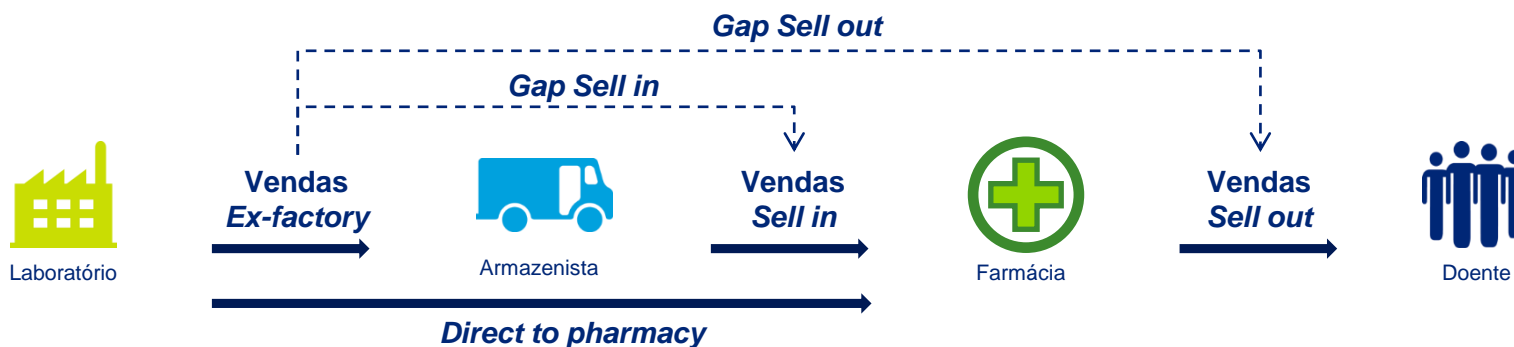 Gap Sell out
Gap Sell in
Vendas
Ex-factory
Vendas
Sell in
Vendas
Sell out
Laboratório
Armazenista
Farmácia
Doente
Direct to pharmacy